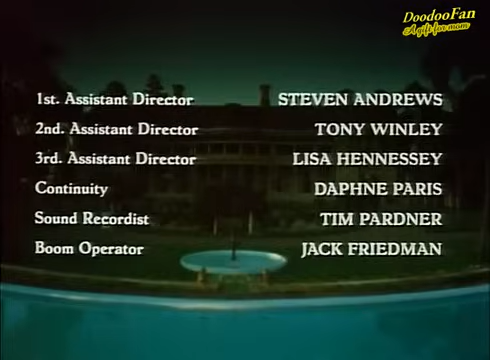 DoodooFan
A gift for mom
1st. Assistant Director STEVEN ANDREWS
2nd. Assistant Director TONY WINLEY
3rd. Assistant Director LISA HENNESSEY
Continuity DAPHNE PARIS
Sound Recordist TIM PARDNER
Boom Operator JACK FRIEDMAN